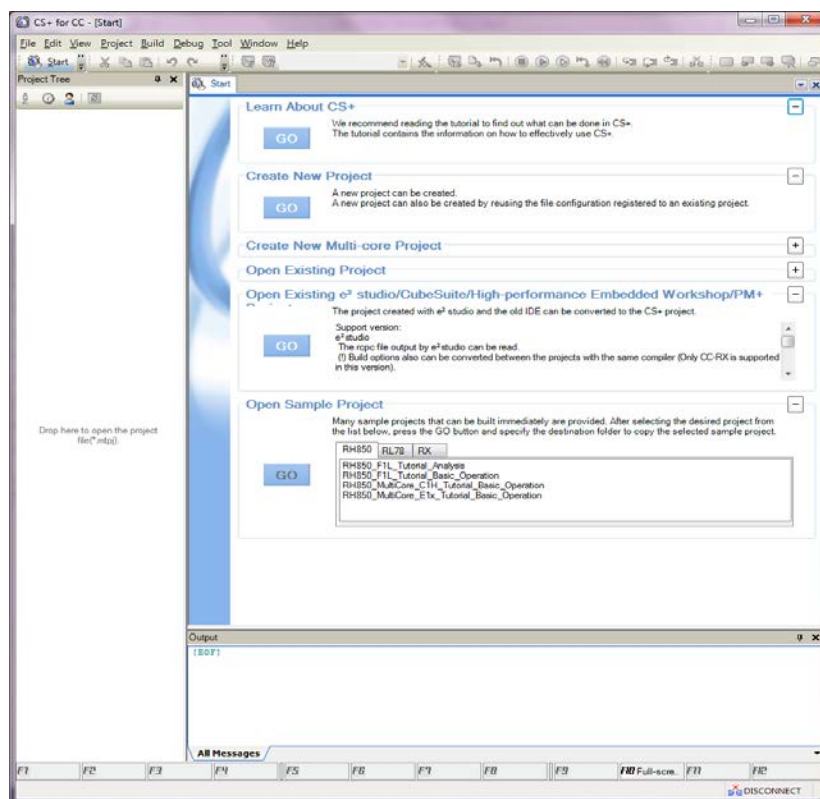 CS+ for CC - [Start]
File Edit View Project Build Debug Tool Window Help
Start
Project Tree
Start
Learn About CS+
GO
We recommend reading the tutorial to find out what can be done in CS+.
The tutorial contains the information on how to effectively use CS+.
Create New Project
GO
A new project can be created.
A new project can also be created by reusing the file configuration registered to an existing project.
Create New Multi-core Project
Open Existing Project
Open Existing e² studio/CubeSuite/High-performance Embedded Workshop/PM+
GO
The project created with e² studio and the old IDE can be converted to the CS+ project.
Support version:
e² studio
The rcpc file output by e² studio can be read.
(!) Build options also can be converted between the projects with the same compiler (Only CC-RX is supported
in this version).
Open Sample Project
Many sample projects that can be built immediately are provided. After selecting the desired project from
the list below, press the GO button and specify the destination folder to copy the selected sample project.
GO
RH850 RL78 RX
RH850_F1L_Tutorial_Analysis
RH850_F1L_Tutorial_Basic_Operation
RH850_MultiCore_C1H_Tutorial_Basic_Operation
RH850_MultiCore_E1x_Tutorial_Basic_Operation
Drop here to open the project
file(*.mtpj).
Output
[EOF]
All Messages
F1 F2 F3 F4 F5 F6 F7 F8 F9 F10 Full-scre.. F11 F12
DISCONNECT